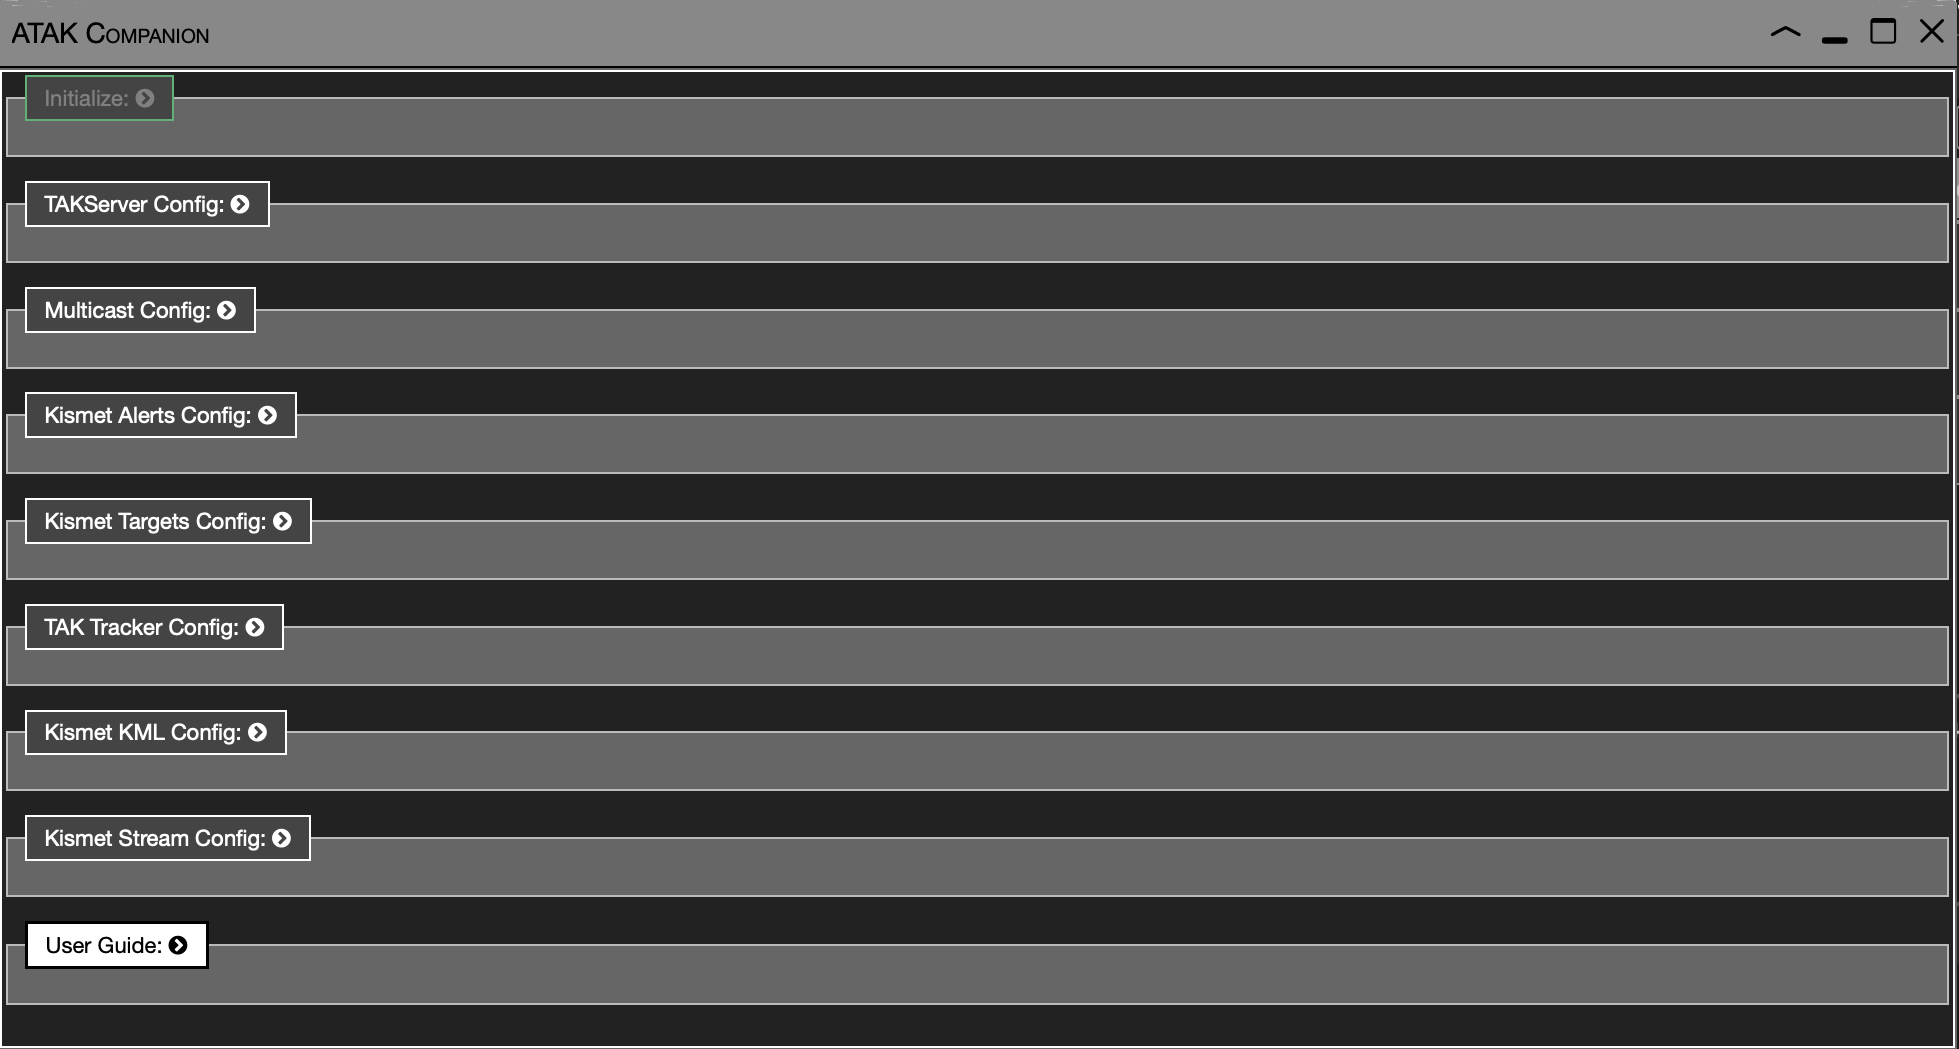 ATAK Companion
Initialize:
TAKServer Config:
Multicast Config:
Kismet Alerts Config:
Kismet Targets Config:
TAK Tracker Config:
Kismet KML Config:
Kismet Stream Config:
User Guide: